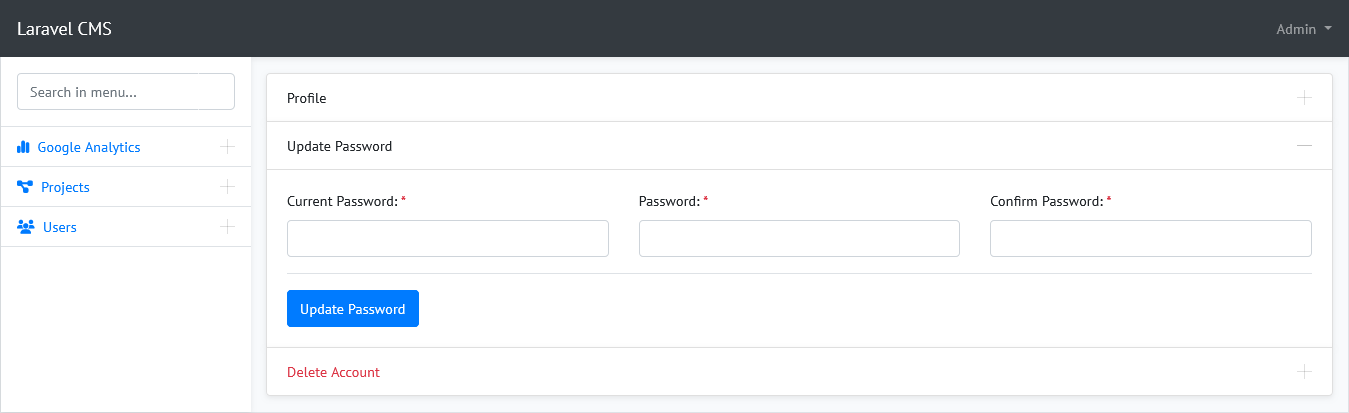 Laravel CMS
Admin
Search in menu...
Google Analytics
Projects
Users
Profile
Update Password
Current Password: * Password: * Confirm Password: *
Update Password
Delete Account